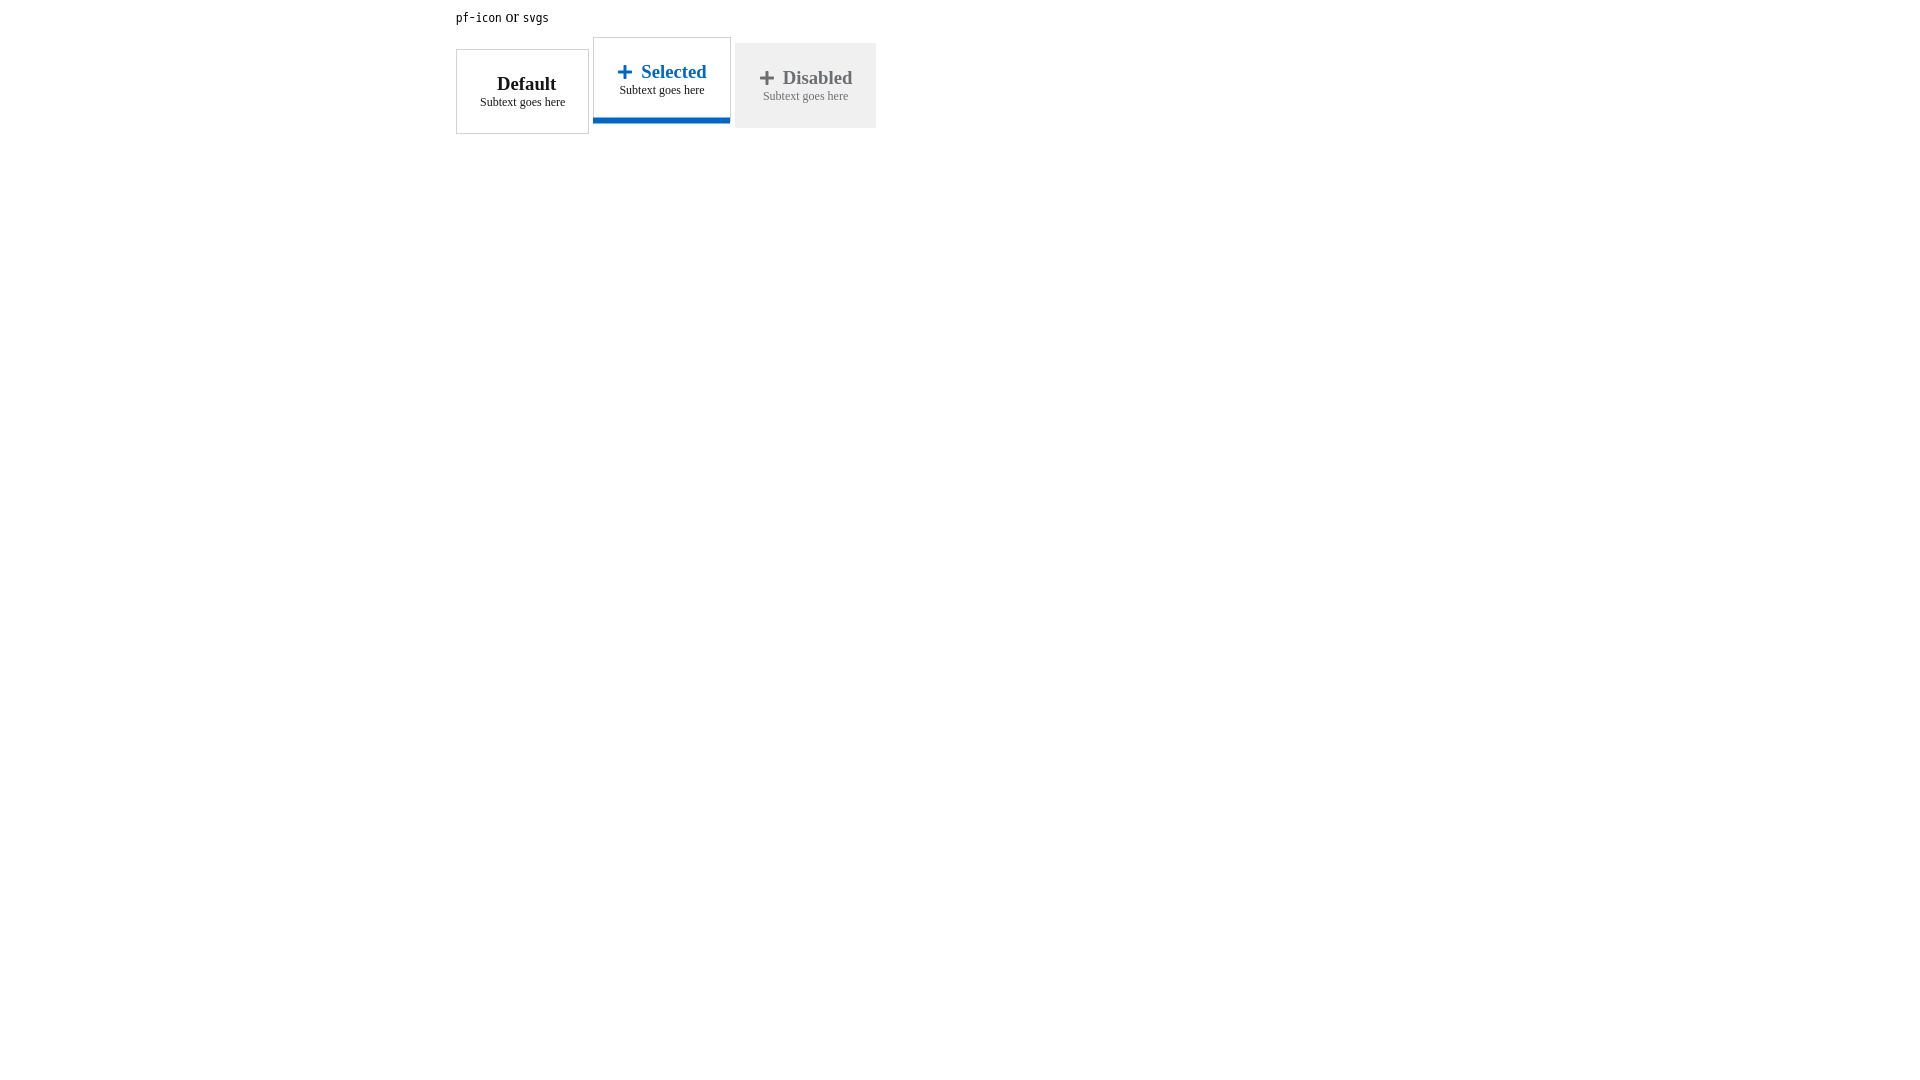 pf-icon or svgs
Default
Subtext goes here
Selected
Subtext goes here
Disabled
Subtext goes here